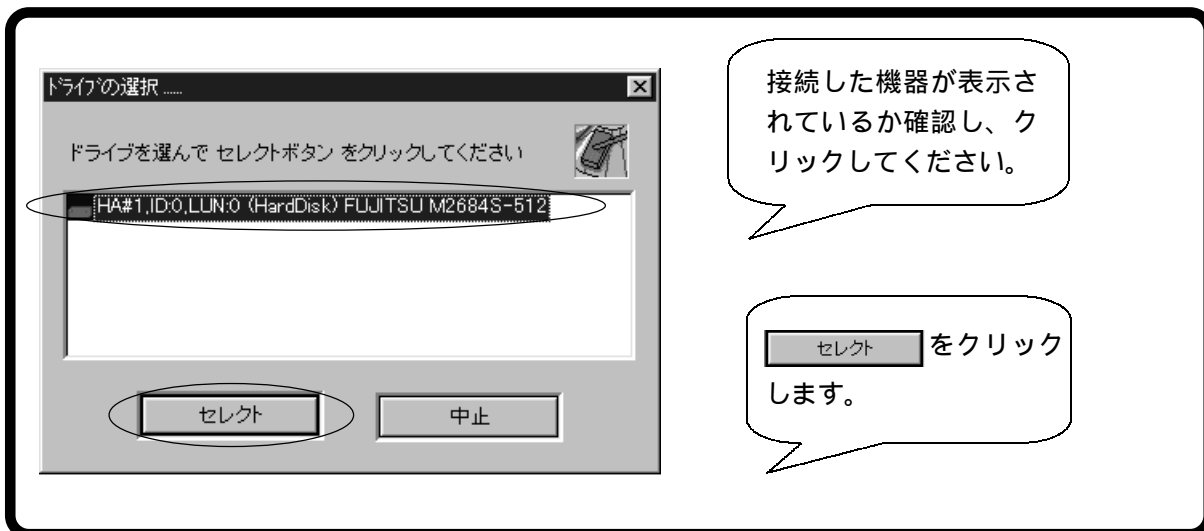 ドライブの選択 ......
ドライブを選んで セレクトボタン をクリックしてください
HA#1,ID:0,LUN:0 (HardDisk) FUJITSU M2684S-512
セレクト
中止
接続した機器が表示さ
れているか確認し、ク
リックしてください。
セレクト をクリック
します。